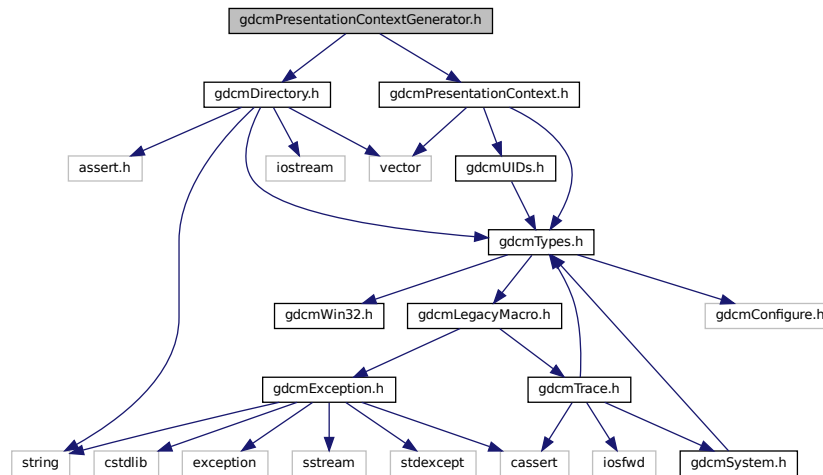 gdcmPresentationContextGenerator.h
gdcmDirectory.h
gdcmPresentationContext.h
assert.h
iostream
vector
gdcmUIDs.h
gdcmTypes.h
gdcmWin32.h
gdcmLegacyMacro.h
gdcmConfigure.h
gdcmException.h
gdcmTrace.h
string
cstdlib
exception
sstream
stdexcept
cassert
iosfwd
gdcmSystem.h